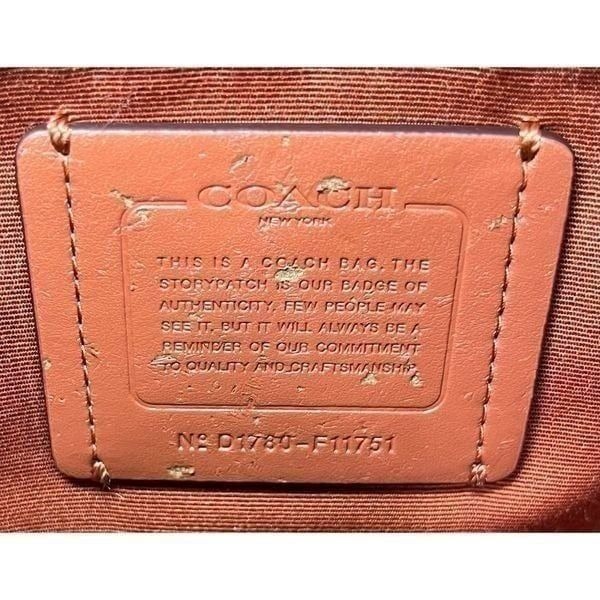 COACH
NEW YORK
THIS IS A COACH BAG. THE
STORYPATCH IS OUR BADGE OF
AUTHENTICITY. FEW PEOPLE MAY
SEE IT, BUT IT WILL ALWAYS BE A
REMINDER OF OUR COMMITMENT
TO QUALITY AND CRAFTSMANSHIP.
Nº D1780-F11751